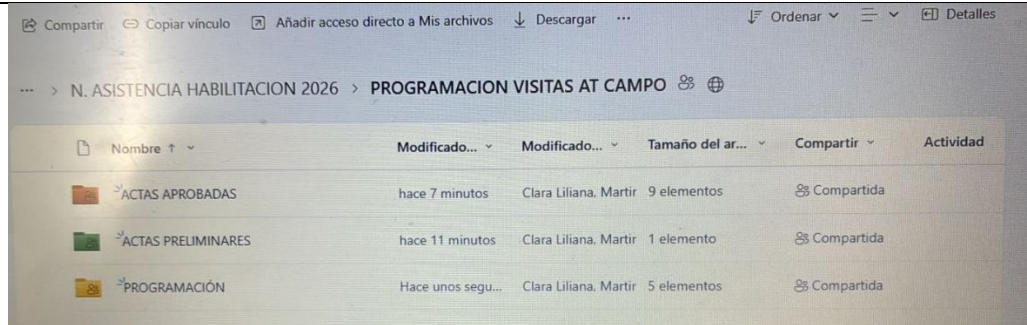 Compartir Copiar vínculo Añadir acceso directo a Mis archivos Descargar ... Ordenar Detalles
... > N. ASISTENCIA HABILITACION 2026 > PROGRAMACION VISITAS AT CAMPO
Nombre ↑ Modificado... Modificado... Tamaño del ar... Compartir Actividad
ACTAS APROBADAS hace 7 minutos Clara Liliana, Martir 9 elementos Compartida
ACTAS PRELIMINARES hace 11 minutos Clara Liliana, Martir 1 elemento Compartida
PROGRAMACIÓN Hace unos segu... Clara Liliana, Martir 5 elementos Compartida